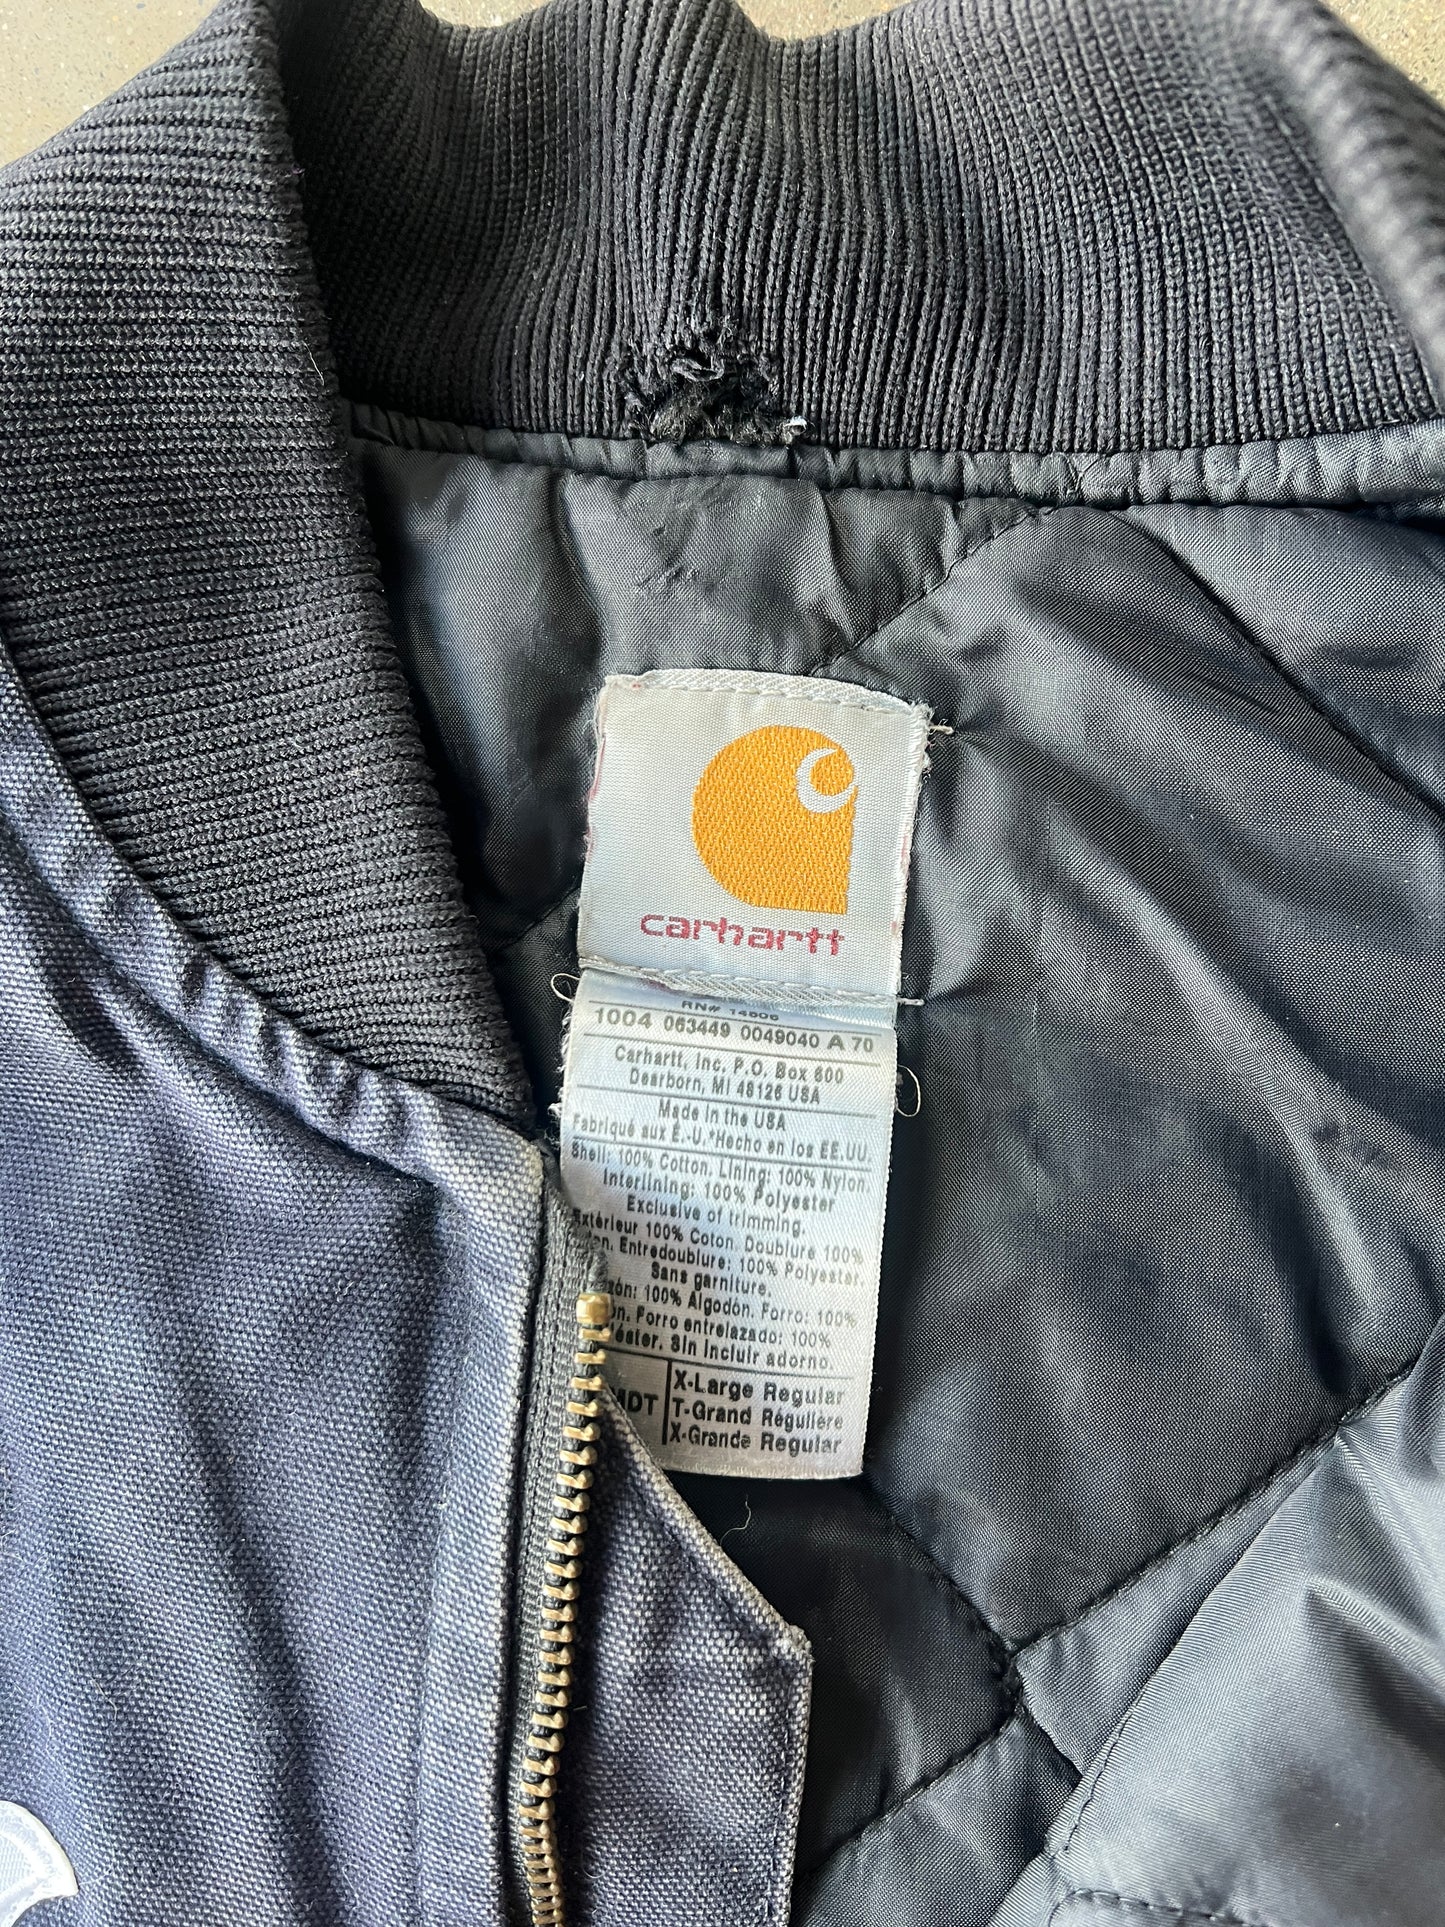 carhartt
RN# 14806
1004 063449 0049040 A 70
Carhartt, Inc. P.O. Box 600
Dearborn, MI 48126 USA
Made in the USA
Fabriqué aux É.-U.*Hecho en los EE.UU.
Shell: 100% Cotton. Lining: 100% Nylon.
Interlining: 100% Polyester
Exclusive of trimming.
Extérieur 100% Coton. Doublure 100%
Entredoublure: 100% Polyester.
Sans garniture.
100% Algodón. Forro: 100%
Forro entrelazado: 100%
Sin incluir adorno.
MDT
X-Large Regular
T-Grand Régulière
X-Grande Regular